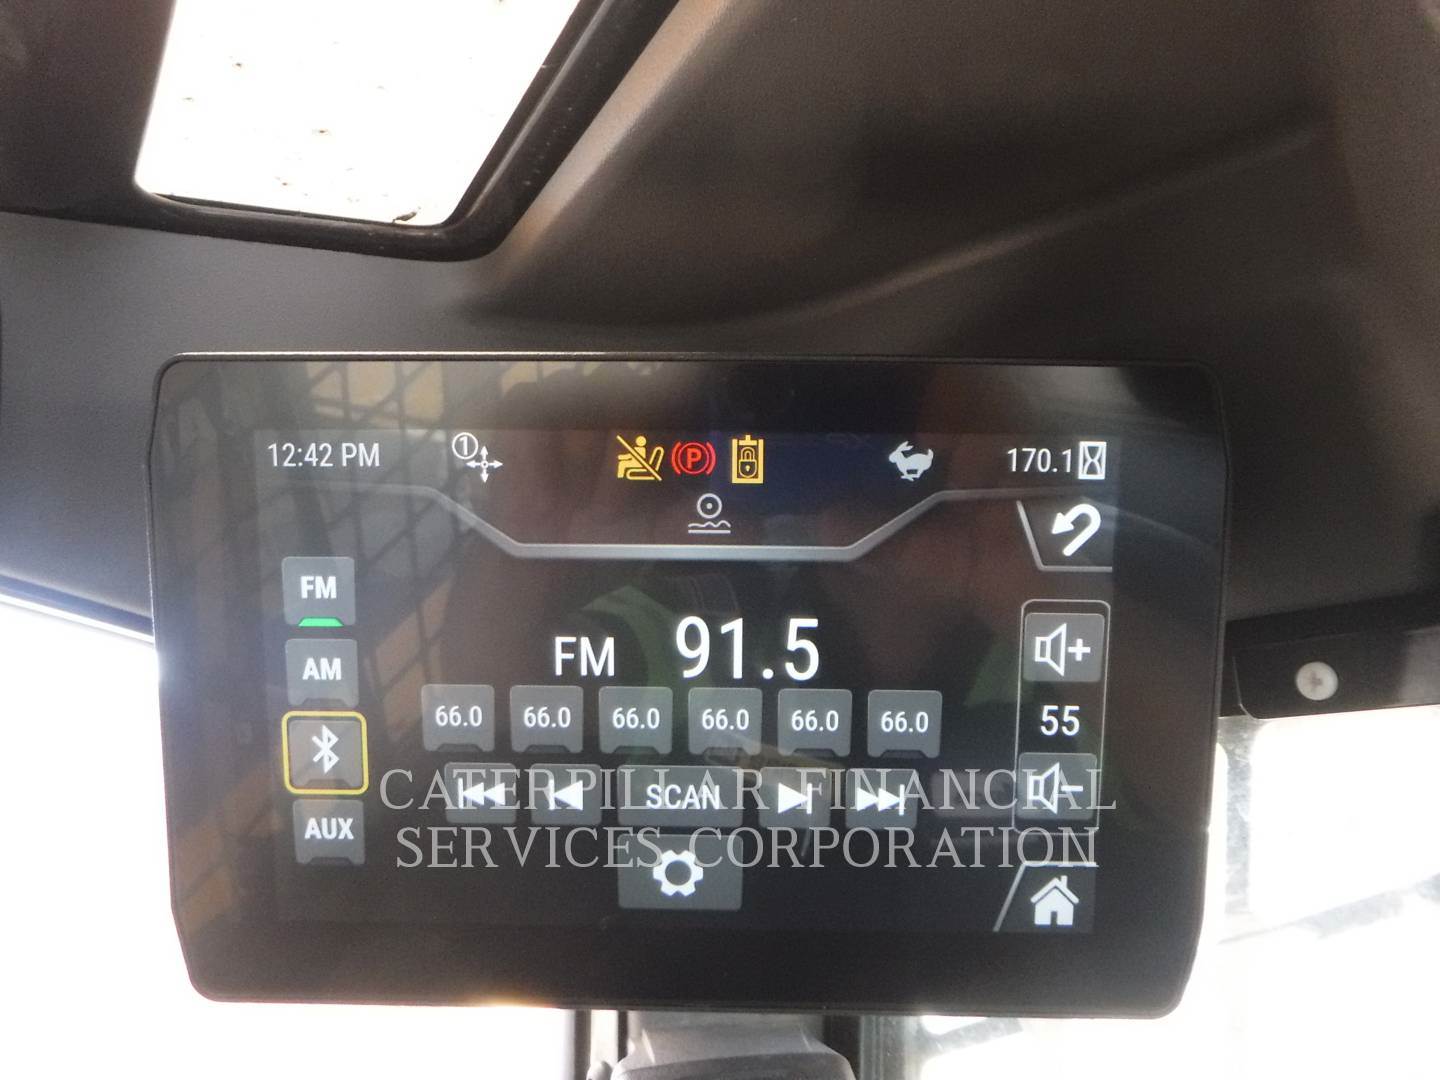 12:42 PM 1 P 170.1
FM
FM 91.5
AM
66.0 66.0 66.0 66.0 66.0 66.0
55
SCAN
AUX
CATERPILLAR FINANCIAL
SERVICES CORPORATION